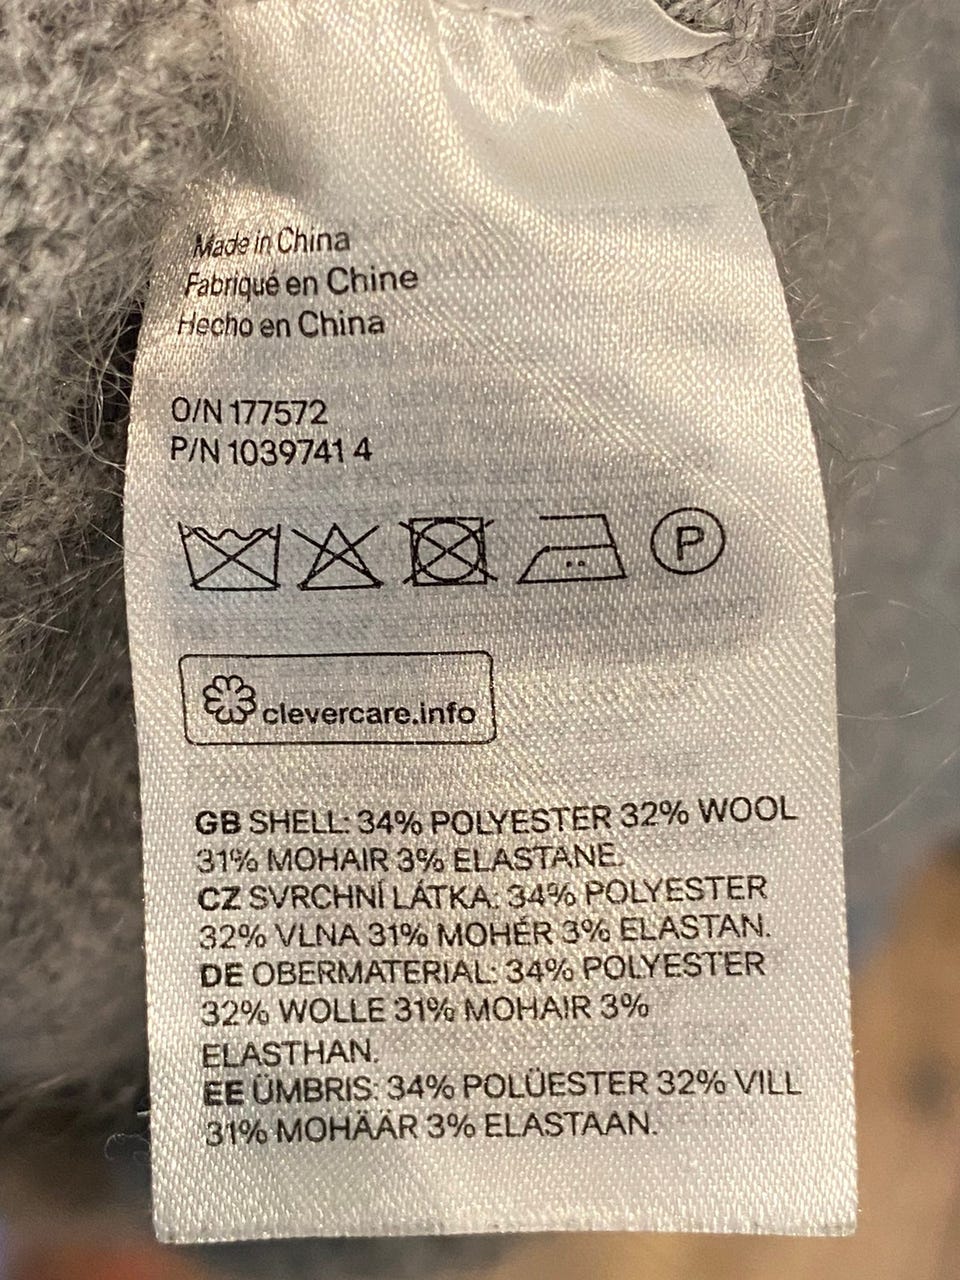 Made in China
Fabriqué en Chine
Hecho en China
O/N 177572
P/N 1039741 4
P
clevercare.info
GB SHELL: 34% POLYESTER 32% WOOL
31% MOHAIR 3% ELASTANE.
CZ SVRCHNÍ LÁTKA: 34% POLYESTER
32% VLNA 31% MOHÉR 3% ELASTAN.
DE OBERMATERIAL: 34% POLYESTER
32% WOLLE 31% MOHAIR 3%
ELASTHAN.
EE ÜMBRIS: 34% POLÜESTER 32% VILL
31% MOHÄÄR 3% ELASTAAN.